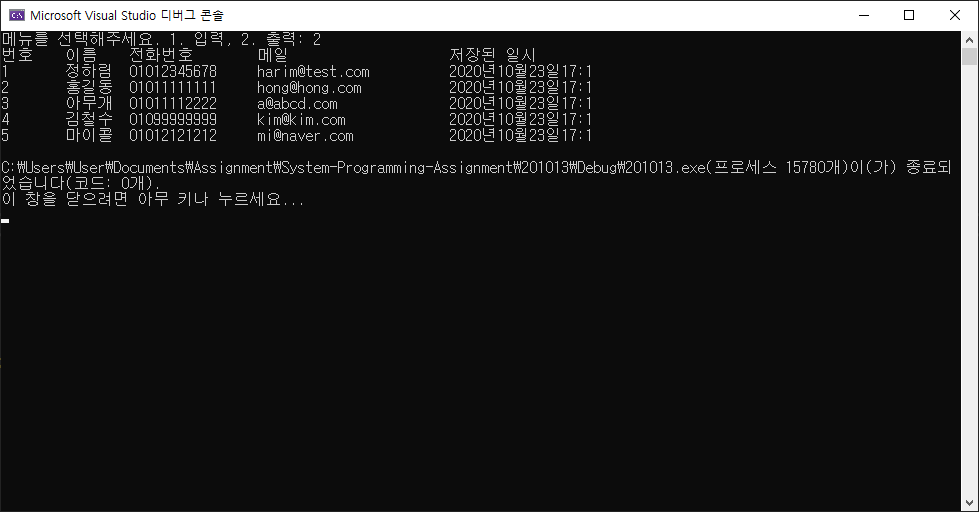 Microsoft Visual Studio 디버그 콘솔
메뉴를 선택해주세요. 1. 입력, 2. 출력: 2
번호 이름 전화번호 메일 저장된 일시
1 정하림 01012345678 harim@test.com 2020년10월23일17:1
2 홍길동 01011111111 hong@hong.com 2020년10월23일17:1
3 아무개 01011112222 a@abcd.com 2020년10월23일17:1
4 김철수 01099999999 kim@kim.com 2020년10월23일17:1
5 마이콜 01012121212 mi@naver.com 2020년10월23일17:1
C:₩Users₩User₩Documents₩Assignment₩System-Programming-Assignment₩201013₩Debug₩201013.exe(프로세스 15780개)이(가) 종료되
었습니다(코드: 0개).
이 창을 닫으려면 아무 키나 누르세요...